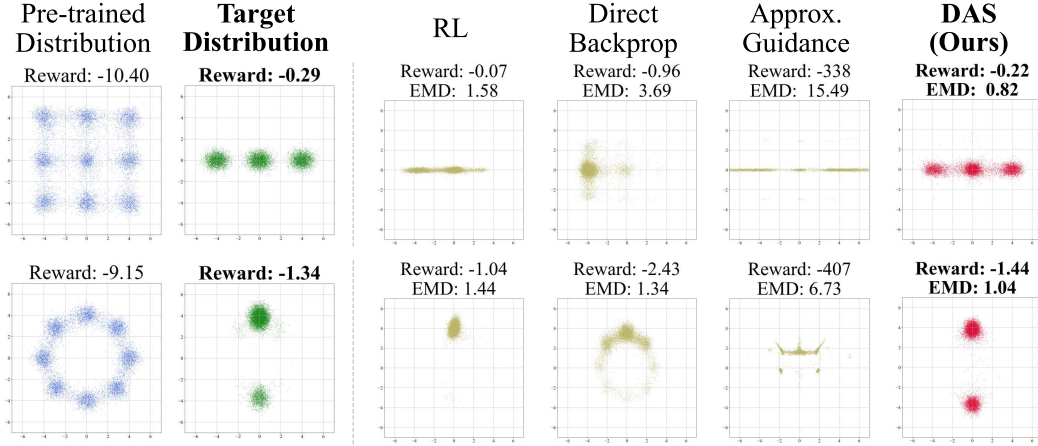 Pre-trained
Distribution
Target
Distribution
RL
Direct
Backprop
Approx.
Guidance
DAS
(Ours)
Reward: -10.40
Reward: -0.29
Reward: -0.07
EMD: 1.58
Reward: -0.96
EMD: 3.69
Reward: -338
EMD: 15.49
Reward: -0.22
EMD: 0.82
Reward: -9.15
Reward: -1.34
Reward: -1.04
EMD: 1.44
Reward: -2.43
EMD: 1.34
Reward: -407
EMD: 6.73
Reward: -1.44
EMD: 1.04